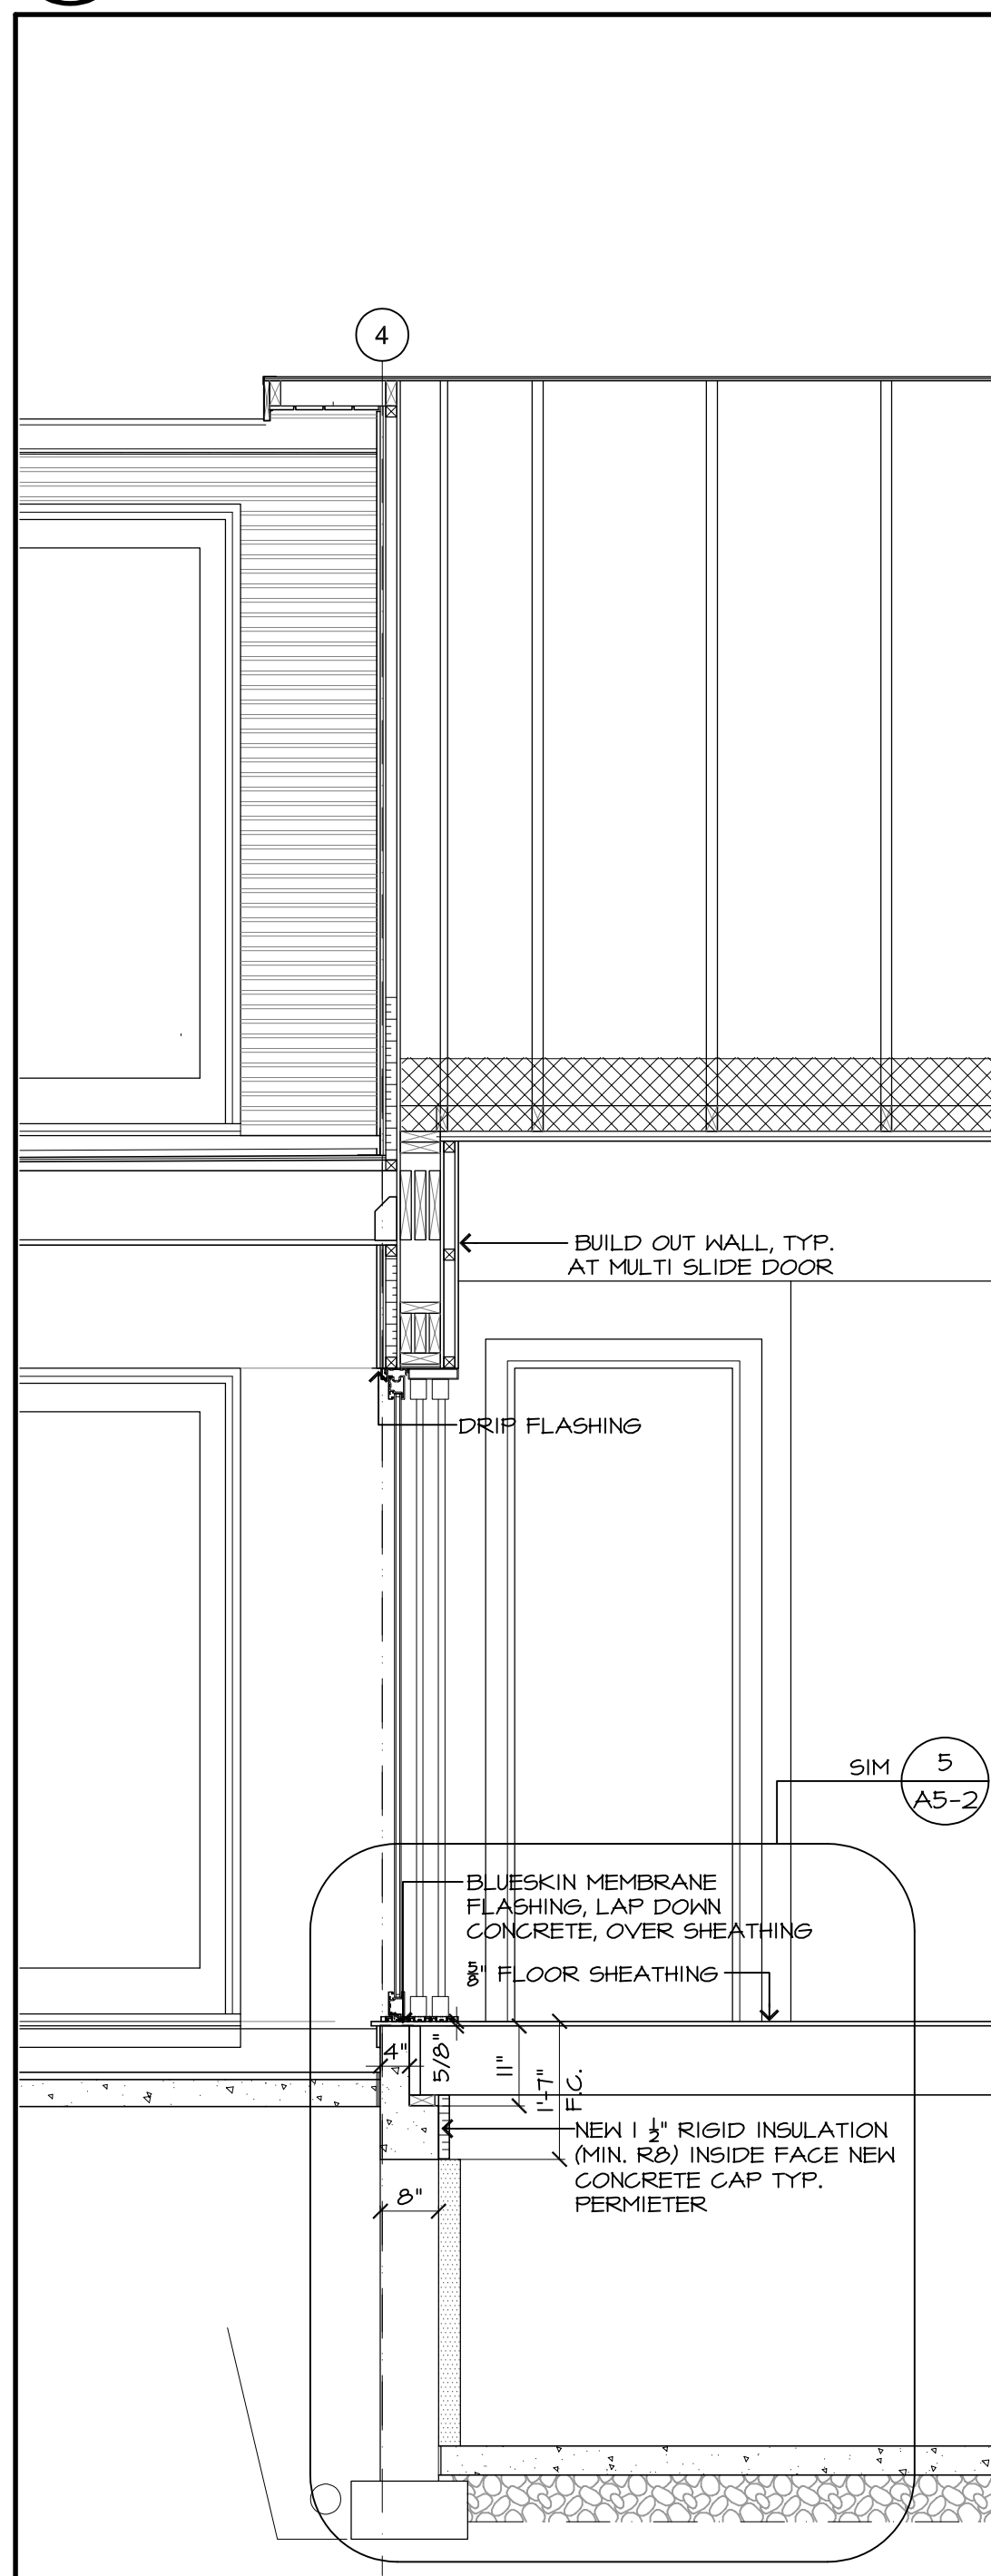 4
BUILD OUT WALL, TYP.
AT MULTI SLIDE DOOR
DRIP FLASHING
SIM
5
A5-2
BLUESKIN MEMBRANE
FLASHING, LAP DOWN
CONCRETE, OVER SHEATHING
5/8" FLOOR SHEATHING
4"
5/8"
11"
1'-7"
F.C.
NEW 1 1/2" RIGID INSULATION
(MIN. R8) INSIDE FACE NEW
CONCRETE CAP TYP.
PERMIETER
8"